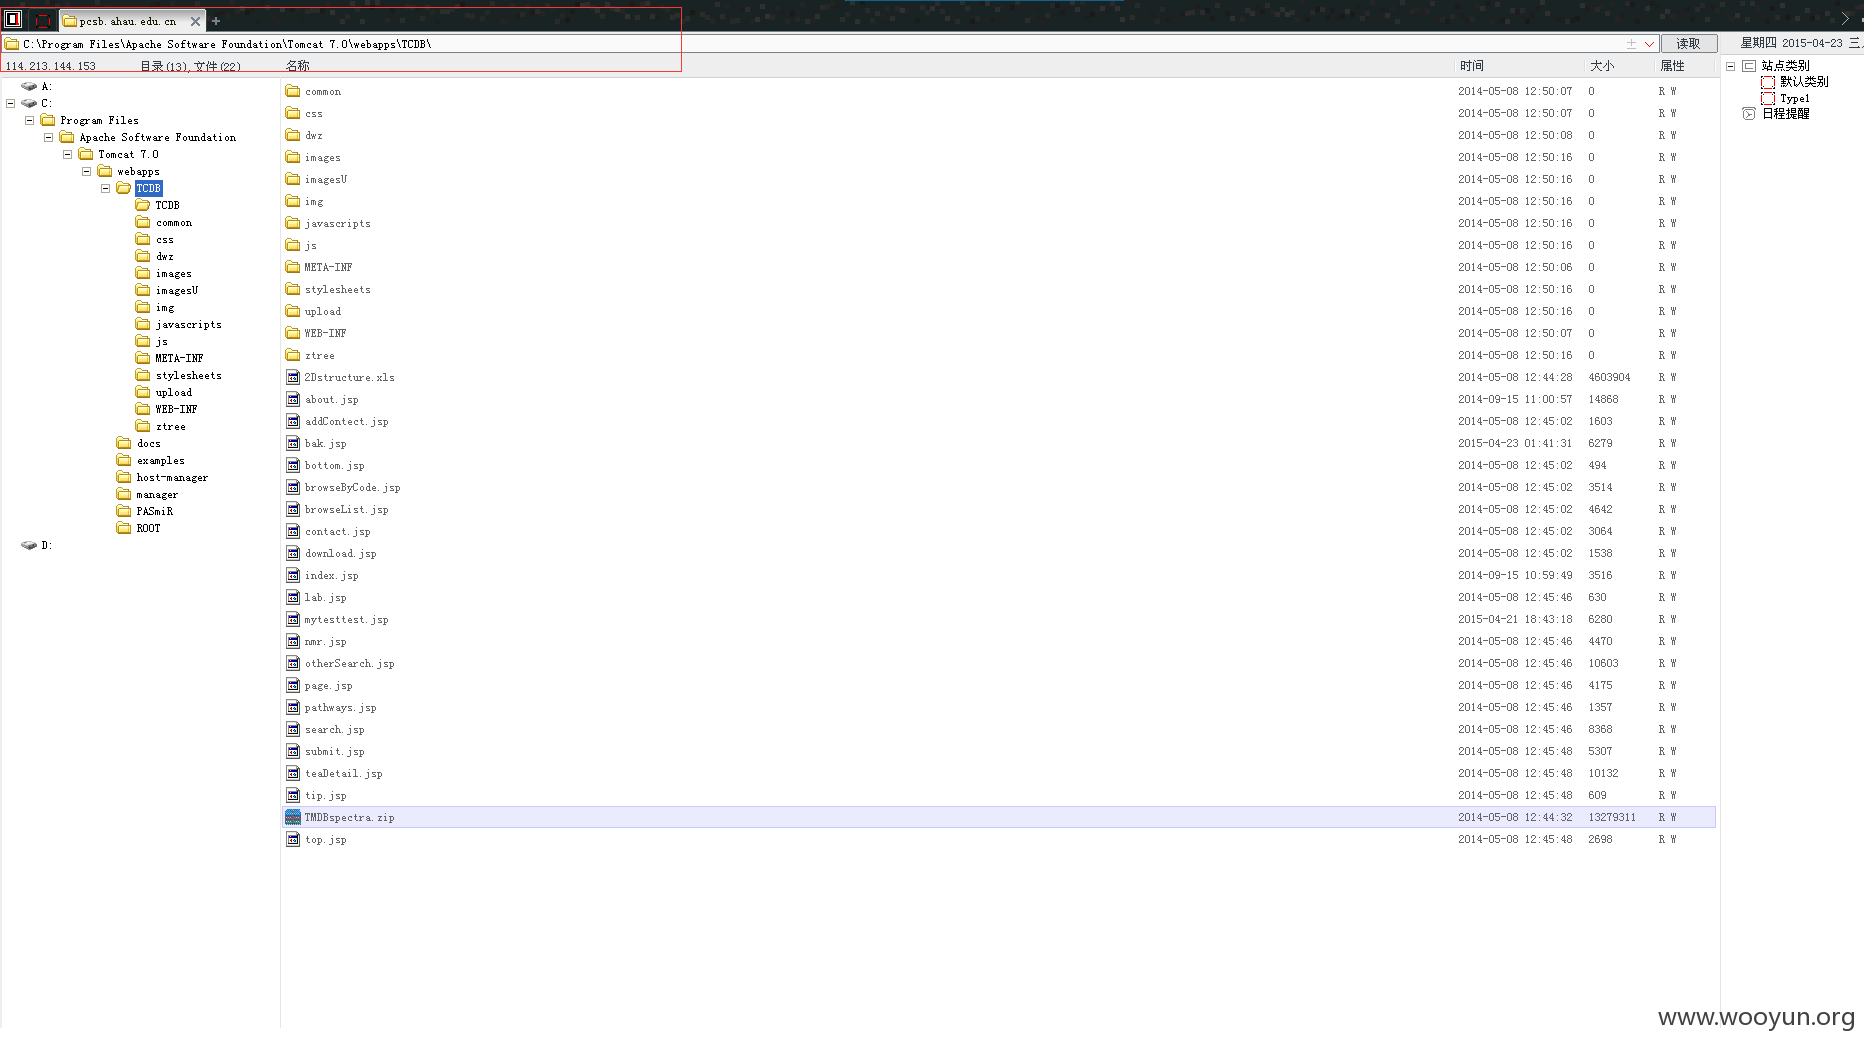 pcsb.ahau.edu.cn
C:\Program Files\Apache Software Foundation\Tomcat 7.0\webapps\TCDB\
读取
星期四 2015-04-23 三
114.213.144.153 目录(13),文件(22) 名称 时间 大小 属性
A:
C:
Program Files
Apache Software Foundation
Tomcat 7.0
webapps
TCDB
TCDB
common
css
dwz
images
imagesU
img
javascripts
js
META-INF
stylesheets
upload
WEB-INF
ztree
docs
examples
host-manager
manager
PASmiR
ROOT
D:
common 2014-05-08 12:50:07 0 R W
css 2014-05-08 12:50:07 0 R W
dwz 2014-05-08 12:50:08 0 R W
images 2014-05-08 12:50:16 0 R W
imagesU 2014-05-08 12:50:16 0 R W
img 2014-05-08 12:50:16 0 R W
javascripts 2014-05-08 12:50:16 0 R W
js 2014-05-08 12:50:16 0 R W
META-INF 2014-05-08 12:50:06 0 R W
stylesheets 2014-05-08 12:50:16 0 R W
upload 2014-05-08 12:50:16 0 R W
WEB-INF 2014-05-08 12:50:07 0 R W
ztree 2014-05-08 12:50:16 0 R W
2Dstructure.xls 2014-05-08 12:44:28 4603904 R W
about.jsp 2014-09-15 11:00:57 14868 R W
addContect.jsp 2014-05-08 12:45:02 1603 R W
bak.jsp 2015-04-23 01:41:31 6279 R W
bottom.jsp 2014-05-08 12:45:02 494 R W
browseByCode.jsp 2014-05-08 12:45:02 3514 R W
browseList.jsp 2014-05-08 12:45:02 4642 R W
contact.jsp 2014-05-08 12:45:02 3064 R W
download.jsp 2014-05-08 12:45:02 1538 R W
index.jsp 2014-09-15 10:59:49 3516 R W
lab.jsp 2014-05-08 12:45:46 630 R W
mytesttest.jsp 2015-04-21 18:43:18 6280 R W
nmr.jsp 2014-05-08 12:45:46 4470 R W
otherSearch.jsp 2014-05-08 12:45:46 10603 R W
page.jsp 2014-05-08 12:45:46 4175 R W
pathways.jsp 2014-05-08 12:45:46 1357 R W
search.jsp 2014-05-08 12:45:46 8368 R W
submit.jsp 2014-05-08 12:45:48 5307 R W
teaDetail.jsp 2014-05-08 12:45:48 10132 R W
tip.jsp 2014-05-08 12:45:48 609 R W
TMDBspectra.zip 2014-05-08 12:44:32 13279311 R W
top.jsp 2014-05-08 12:45:48 2698 R W
站点类别
默认类别
Type1
日程提醒
www.wooyun.org